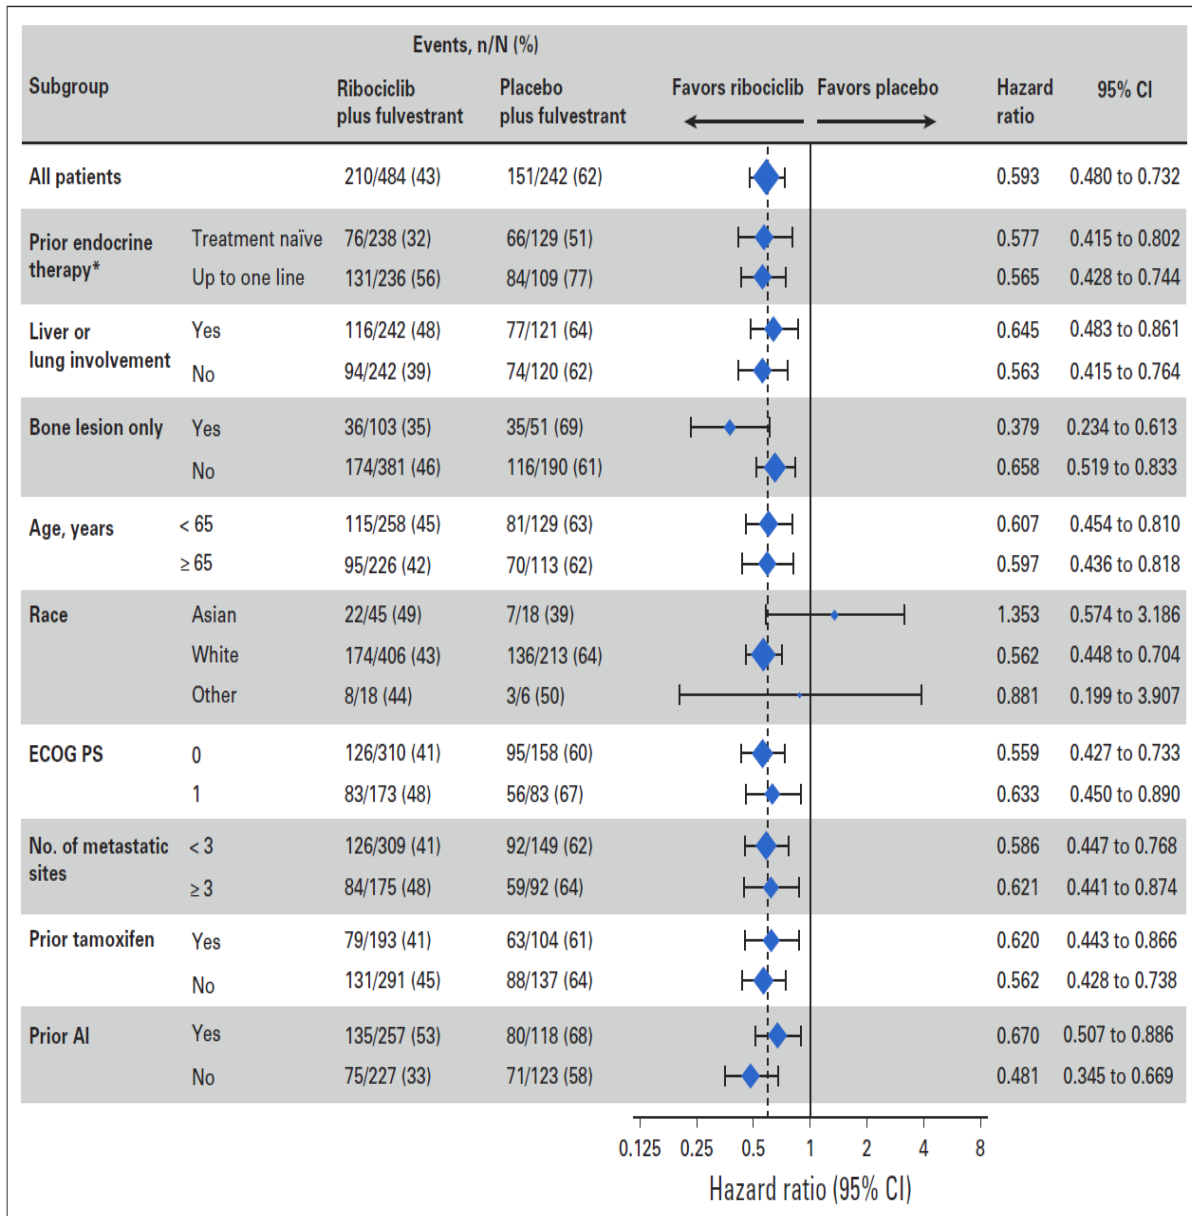 Events, n/N (%)
Subgroup Ribociclib plus fulvestrant Placebo plus fulvestrant Favors ribociclib Favors placebo Hazard ratio 95% CI
All patients 210/484 (43) 151/242 (62) 0.593 0.480 to 0.732
Prior endocrine therapy*
Treatment naïve 76/238 (32) 66/129 (51) 0.577 0.415 to 0.802
Up to one line 131/236 (56) 84/109 (77) 0.565 0.428 to 0.744
Liver or lung involvement
Yes 116/242 (48) 77/121 (64) 0.645 0.483 to 0.861
No 94/242 (39) 74/120 (62) 0.563 0.415 to 0.764
Bone lesion only Yes 36/103 (35) 35/51 (69) 0.379 0.234 to 0.613
No 174/381 (46) 116/190 (61) 0.658 0.519 to 0.833
Age, years < 65 115/258 (45) 81/129 (63) 0.607 0.454 to 0.810
≥ 65 95/226 (42) 70/113 (62) 0.597 0.436 to 0.818
Race Asian 22/45 (49) 7/18 (39) 1.353 0.574 to 3.186
White 174/406 (43) 136/213 (64) 0.562 0.448 to 0.704
Other 8/18 (44) 3/6 (50) 0.881 0.199 to 3.907
ECOG PS 0 126/310 (41) 95/158 (60) 0.559 0.427 to 0.733
1 83/173 (48) 56/83 (67) 0.633 0.450 to 0.890
No. of metastatic sites
< 3 126/309 (41) 92/149 (62) 0.586 0.447 to 0.768
≥ 3 84/175 (48) 59/92 (64) 0.621 0.441 to 0.874
Prior tamoxifen Yes 79/193 (41) 63/104 (61) 0.620 0.443 to 0.866
No 131/291 (45) 88/137 (64) 0.562 0.428 to 0.738
Prior AI Yes 135/257 (53) 80/118 (68) 0.670 0.507 to 0.886
No 75/227 (33) 71/123 (58) 0.481 0.345 to 0.669
0.125 0.25 0.5 1 2 4 8
Hazard ratio (95% CI)